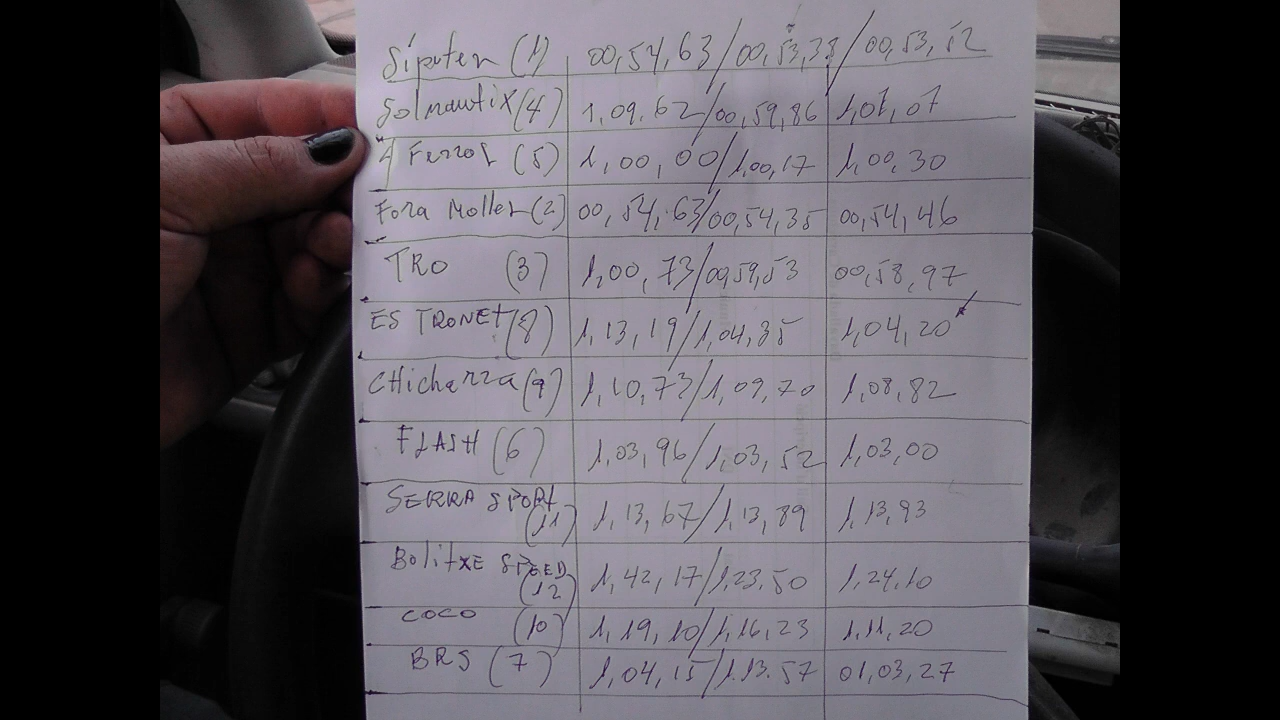 Siputer (1) 00,54,63/00,53,38/00,53,52
Solnautix (4) 1,09,62/00,59,86 1,01,07
4 Ferros (5) 1,00,00/1,00,17 1,00,30
Fora Moller (2) 00,54,63/00,54,35 00,54,46
TRO (3) 1,00,73/00,59,53 00,58,97
ES TRONET (8) 1,13,19/1,04,35 1,04,20
CHicharra (9) 1,10,73/1,09,70 1,08,82
FLASH (6) 1,03,96/1,03,52 1,03,00
SERRA SPORT (11) 1,13,67/1,13,89 1,13,93
Bolitxe SPEED (12) 1,42,17/1,23,50 1,24,10
COCO (10) 1,19,10/1,16,23 1,11,20
BRS (7) 1,04,15/1.13.57 01,03,27